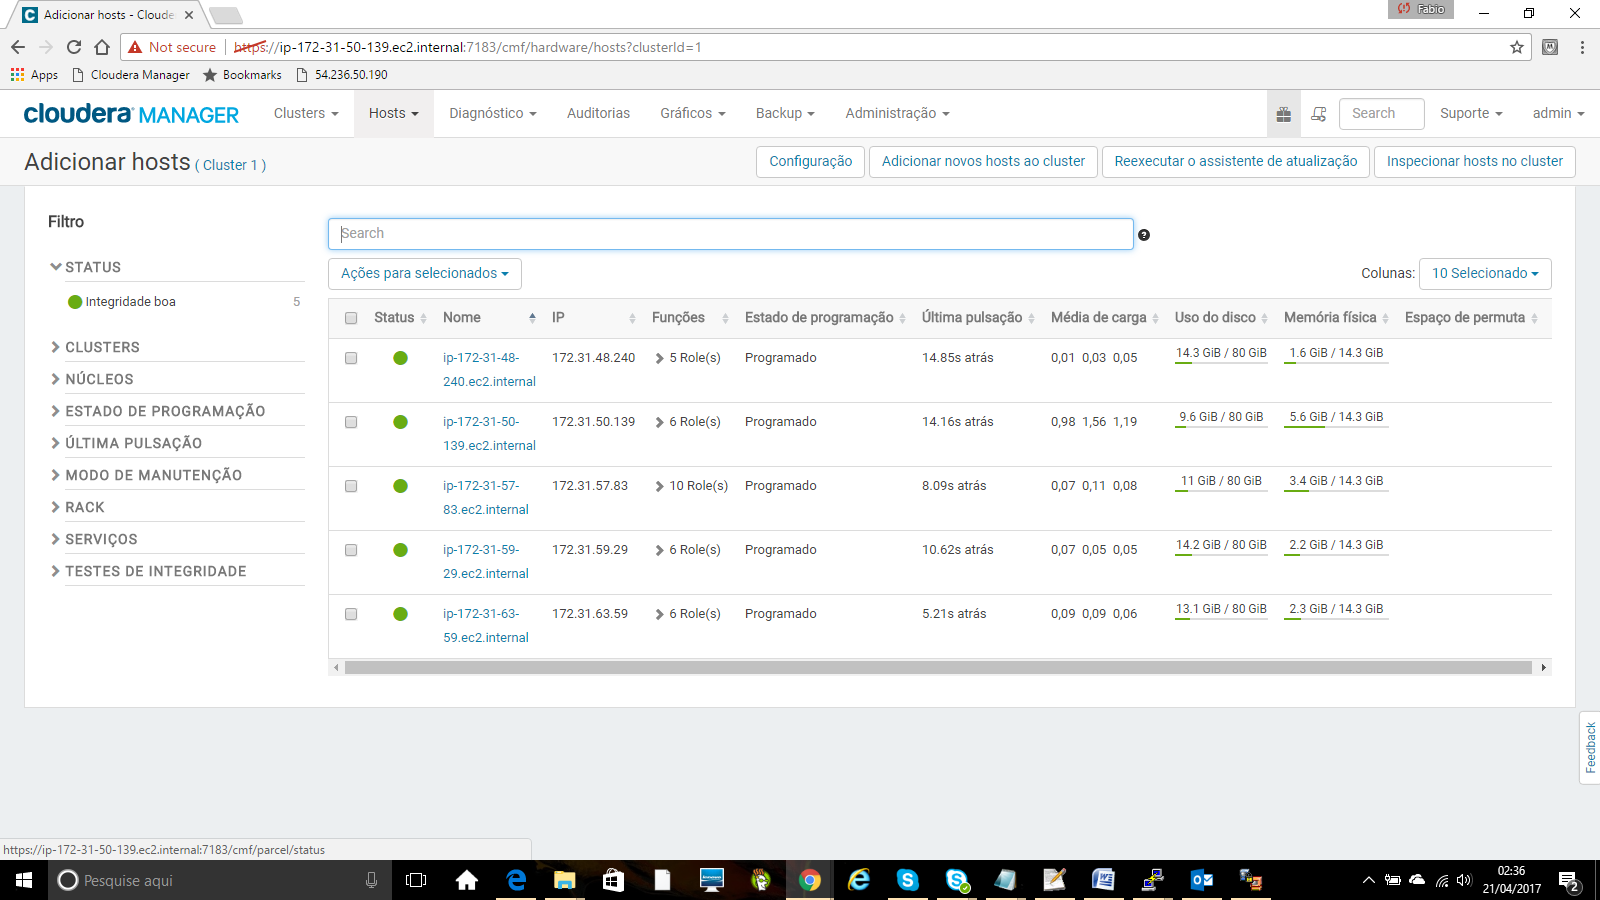 Adicionar hosts - Cloude
Fabio
Not secure
https://ip-172-31-50-139.ec2.internal:7183/cmf/hardware/hosts?clusterId=1
Apps
Cloudera Manager
Bookmarks
54.236.50.190
cloudera MANAGER
Clusters
Hosts
Diagnóstico
Auditorias
Gráficos
Backup
Administração
Search
Suporte
admin
Adicionar hosts ( Cluster 1 )
Configuração
Adicionar novos hosts ao cluster
Reexecutar o assistente de atualização
Inspecionar hosts no cluster
Filtro
STATUS
Integridade boa 5
CLUSTERS
NÚCLEOS
ESTADO DE PROGRAMAÇÃO
ÚLTIMA PULSAÇÃO
MODO DE MANUTENÇÃO
RACK
SERVIÇOS
TESTES DE INTEGRIDADE
Search
?
Ações para selecionados
Colunas: 10 Selecionado
Status Nome IP Funções Estado de programação Última pulsação Média de carga Uso do disco Memória física Espaço de permuta
ip-172-31-48- 172.31.48.240 5 Role(s) Programado 14.85s atrás 0,01 0,03 0,05 14.3 GiB / 80 GiB 1.6 GiB / 14.3 GiB
240.ec2.internal
ip-172-31-50- 172.31.50.139 6 Role(s) Programado 14.16s atrás 0,98 1,56 1,19 9.6 GiB / 80 GiB 5.6 GiB / 14.3 GiB
139.ec2.internal
ip-172-31-57- 172.31.57.83 10 Role(s) Programado 8.09s atrás 0,07 0,11 0,08 11 GiB / 80 GiB 3.4 GiB / 14.3 GiB
83.ec2.internal
ip-172-31-59- 172.31.59.29 6 Role(s) Programado 10.62s atrás 0,07 0,05 0,05 14.2 GiB / 80 GiB 2.2 GiB / 14.3 GiB
29.ec2.internal
ip-172-31-63- 172.31.63.59 6 Role(s) Programado 5.21s atrás 0,09 0,09 0,06 13.1 GiB / 80 GiB 2.3 GiB / 14.3 GiB
59.ec2.internal
Feedback
https://ip-172-31-50-139.ec2.internal:7183/cmf/parcel/status
Pesquise aqui
02:36
21/04/2017
2